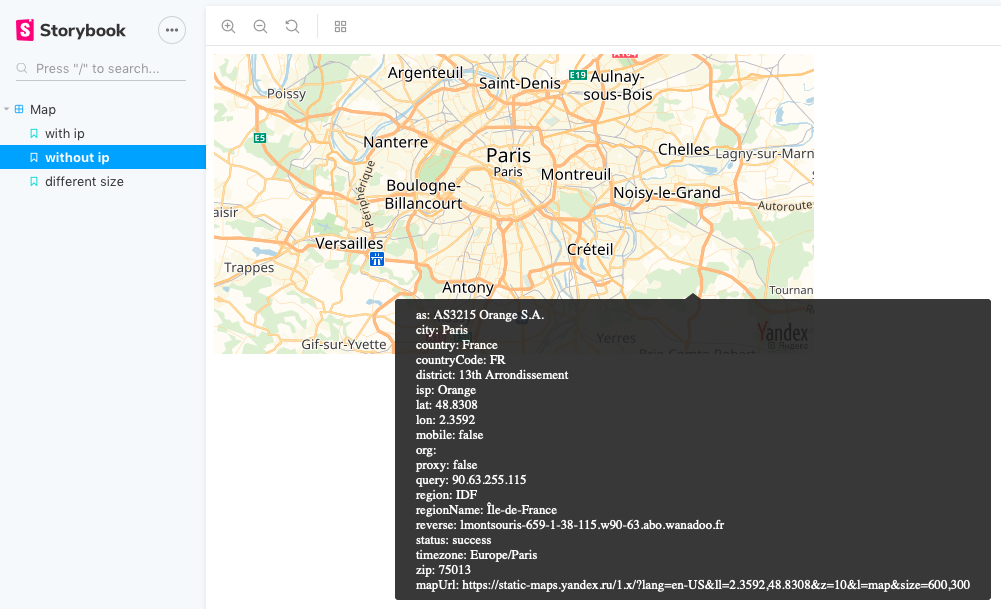 Storybook
Press "/" to search...
Map
with ip
without ip
different size
Argenteuil
Saint-Denis
E19
Aulnay-
sous-Bois
Poissy
E5
Nanterre
Paris
Paris
Chelles
Lagny-sur-Marn
Montreuil
Périphérique
Boulogne-
Billancourt
Noisy-le-Grand
Autoroute
aisir
Versailles
Créteil
Trappes
Antony
Tournan
Gif-sur-Yvette
Yerres
Brie-Comte-Robert
Yandex
as: AS3215 Orange S.A.
city: Paris
country: France
countryCode: FR
district: 13th Arrondissement
isp: Orange
lat: 48.8308
lon: 2.3592
mobile: false
org:
proxy: false
query: 90.63.255.115
region: IDF
regionName: Île-de-France
reverse: lmontsouris-659-1-38-115.w90-63.abo.wanadoo.fr
status: success
timezone: Europe/Paris
zip: 75013
mapUrl: https://static-maps.yandex.ru/1.x/?lang=en-US&ll=2.3592,48.8308&z=10&l=map&size=600,300